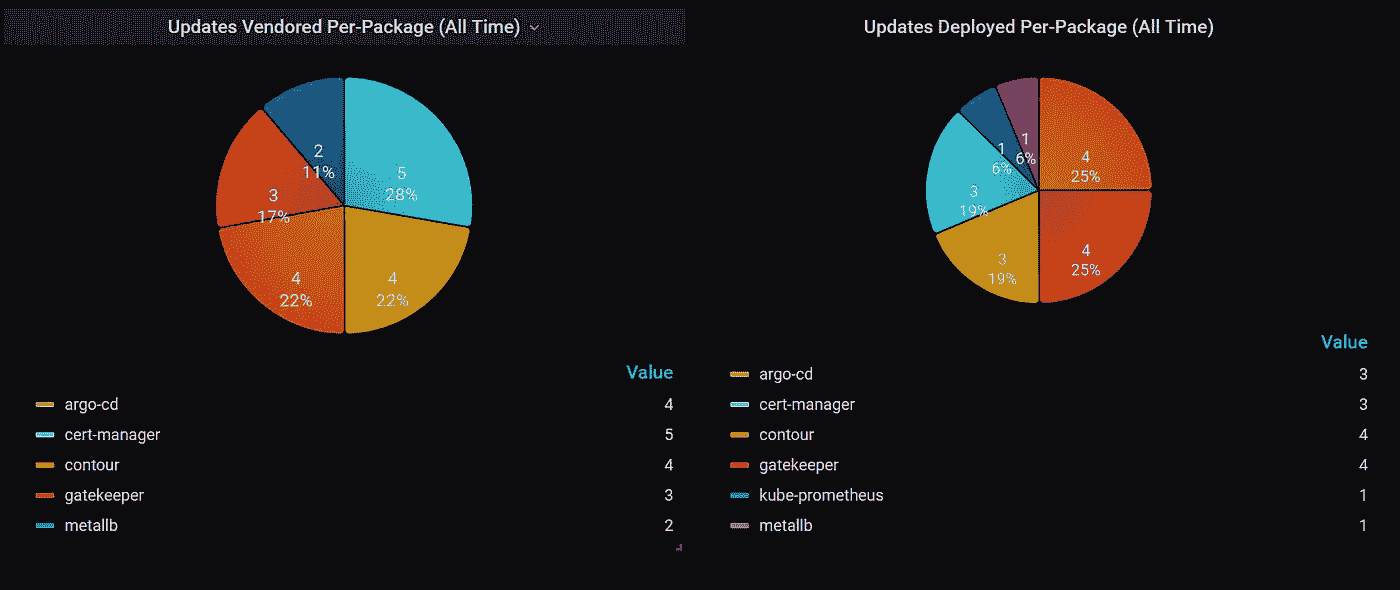 Updates Vendored Per-Package (All Time)
5
28%
4
22%
4
22%
3
17%
2
11%
Value
argo-cd 4
cert-manager 5
contour 4
gatekeeper 3
metallb 2
Updates Deployed Per-Package (All Time)
4
25%
4
25%
3
19%
3
19%
1
6%
1
6%
Value
argo-cd 3
cert-manager 3
contour 4
gatekeeper 4
kube-prometheus 1
metallb 1